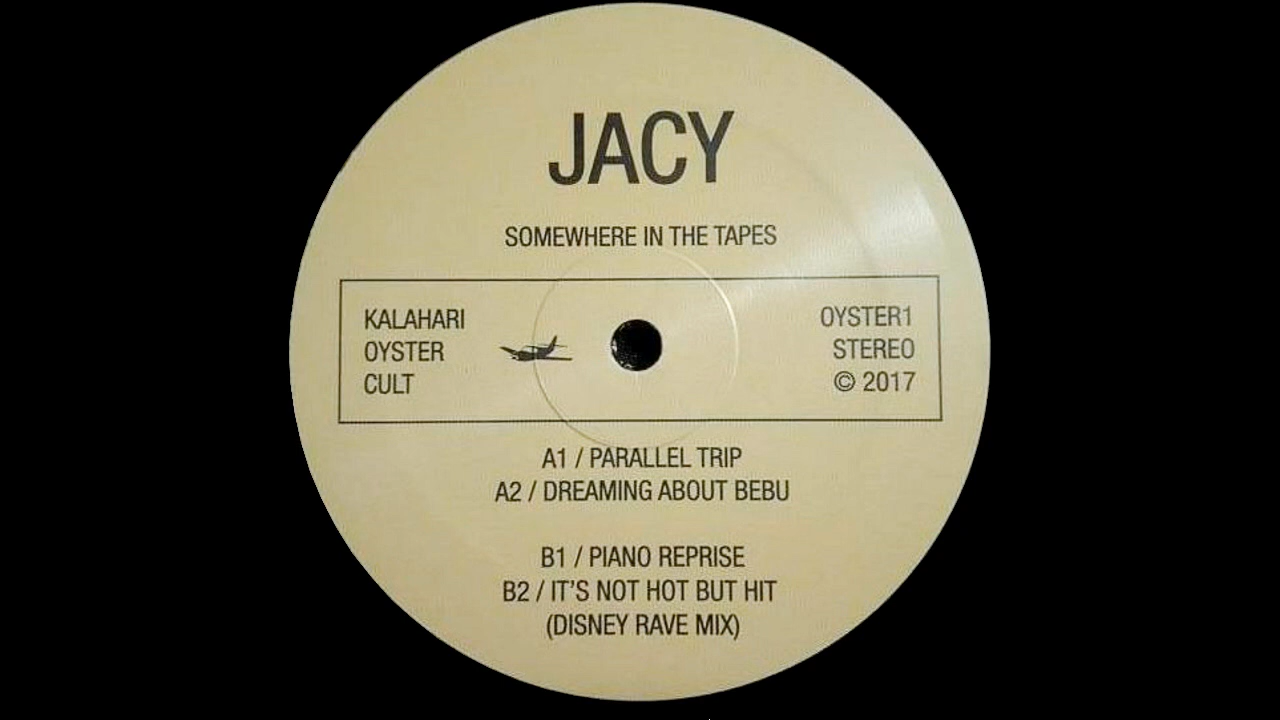 JACY
SOMEWHERE IN THE TAPES
KALAHARI
OYSTER
CULT
OYSTER1
STEREO
© 2017
A1 / PARALLEL TRIP
A2 / DREAMING ABOUT BEBU
B1 / PIANO REPRISE
B2 / IT'S NOT HOT BUT HIT
(DISNEY RAVE MIX)